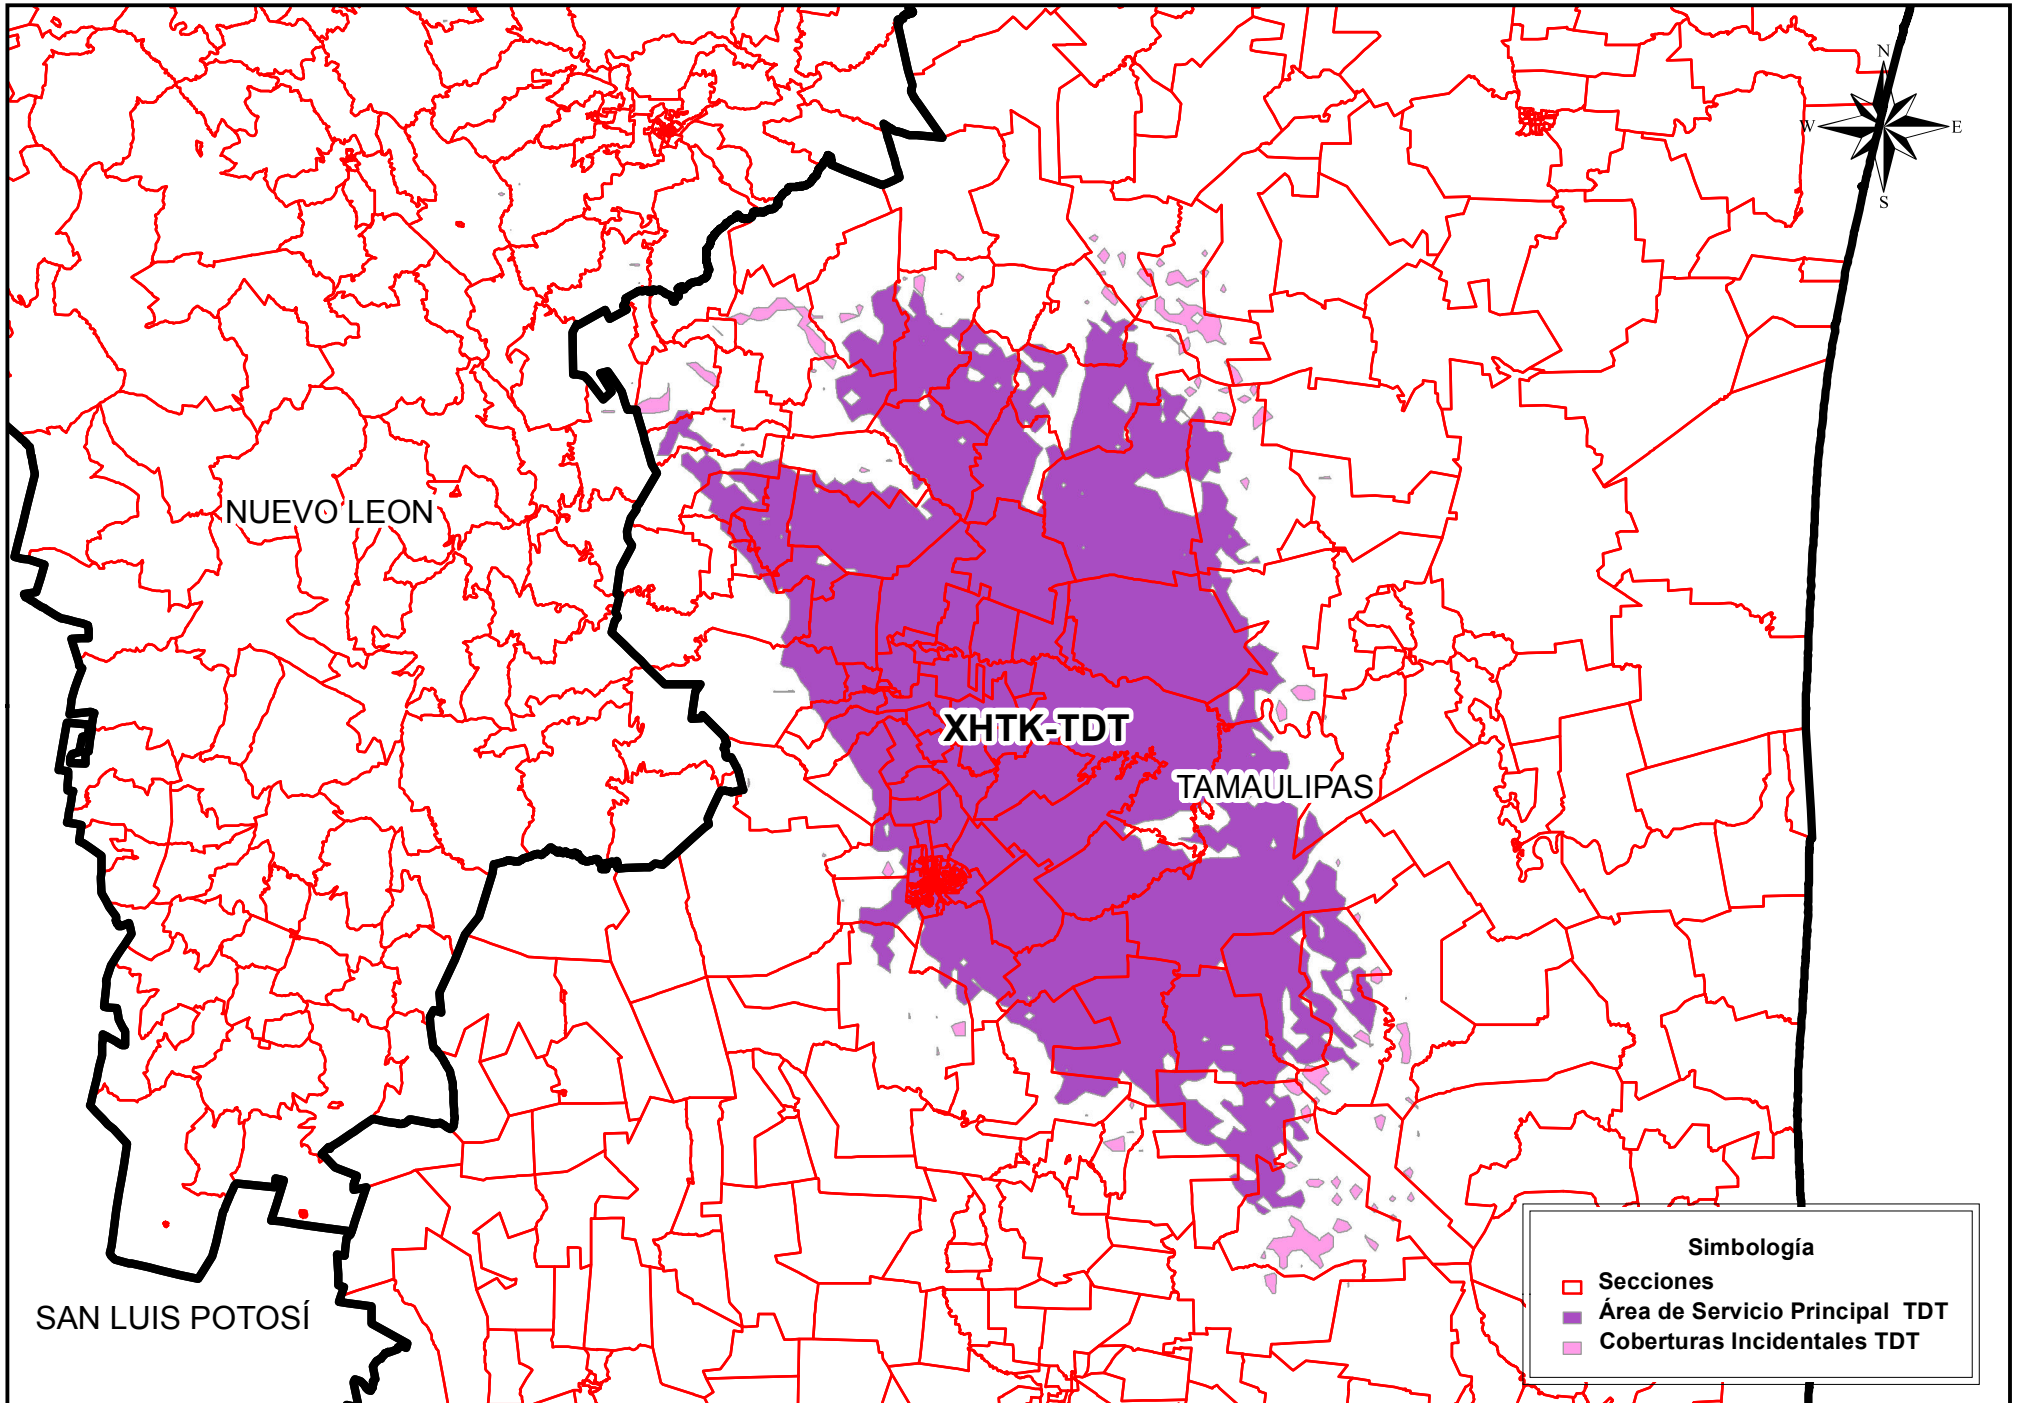 N
W E
S
NUEVO LEON
XHTK-TDT
TAMAULIPAS
SAN LUIS POTOSÍ
Simbología
Secciones
Área de Servicio Principal TDT
Coberturas Incidentales TDT